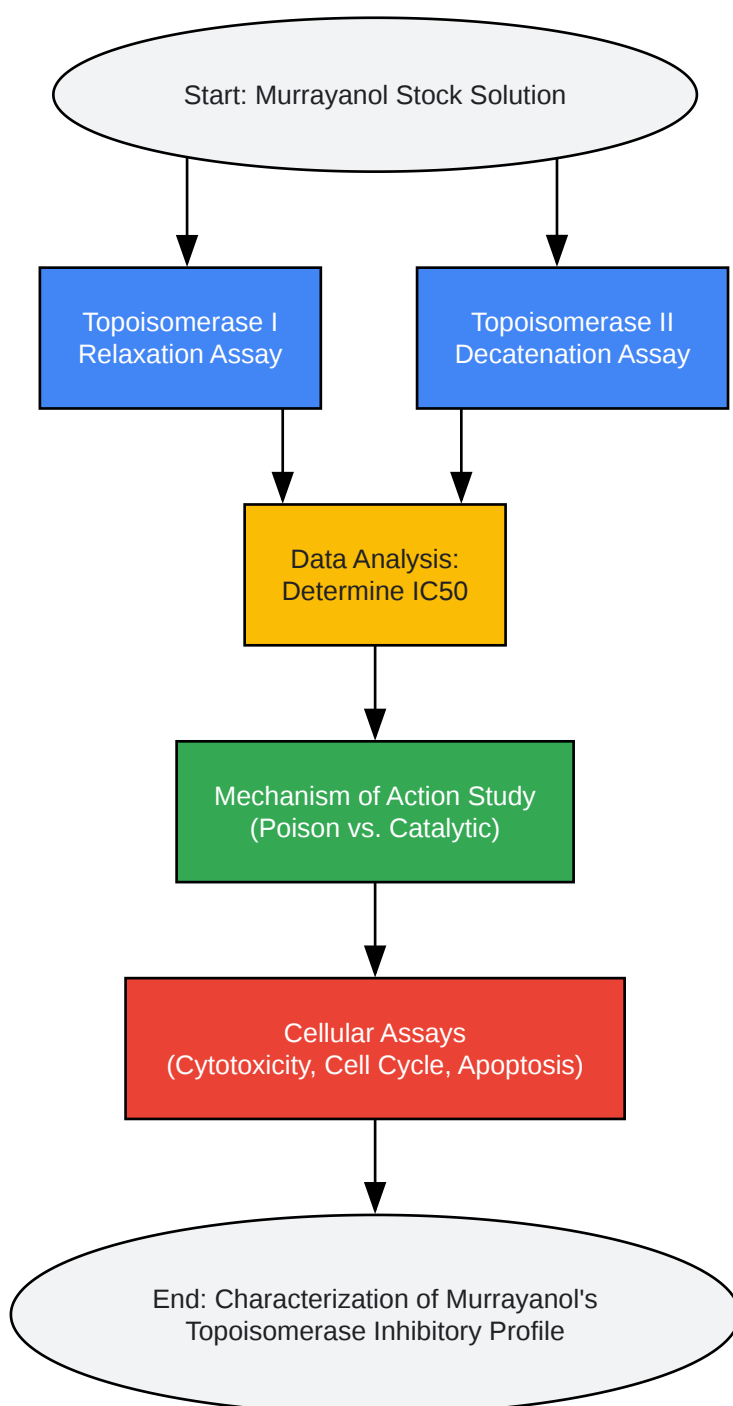 Start: Murrayanol Stock Solution
Topoisomerase I
Relaxation Assay
Topoisomerase II
Decatenation Assay
Data Analysis:
Determine IC50
Mechanism of Action Study
(Poison vs. Catalytic)
Cellular Assays
(Cytotoxicity, Cell Cycle, Apoptosis)
End: Characterization of Murrayanol's
Topoisomerase Inhibitory Profile